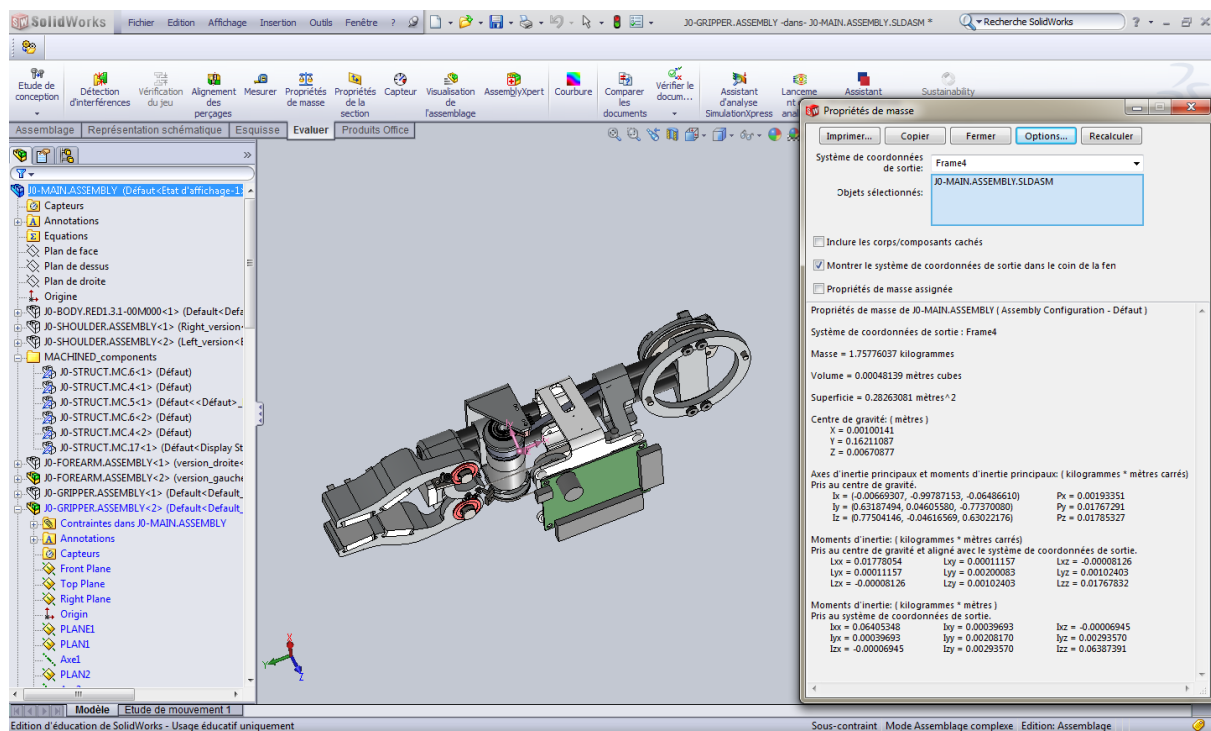 SolidWorks Fichier Edition Affichage Insertion Outils Fenêtre ? J0-GRIPPER.ASSEMBLY -dans- J0-MAIN.ASSEMBLY.SLDASM * Recherche SolidWorks ?
Etude de conception
Détection d'interférences
Vérification du jeu
Alignement des perçages
Mesurer
Propriétés de masse
Propriétés de la section
Capteur
Visualisation de l'assemblage
AssemblyXpert
Courbure
Comparer les documents
Vérifier le docum...
Assistant d'analyse SimulationXpress
Assistant
Sustainability
Assemblage Représentation schématique Esquisse Evaluer Produits Office
J0-MAIN.ASSEMBLY (Défaut<Etat d'affichage-1
Capteurs
Annotations
Equations
Plan de face
Plan de dessus
Plan de droite
Origine
J0-BODY.RED1.3.1-00M000<1> (Default<Defa
J0-SHOULDER.ASSEMBLY<1> (Right_version
J0-SHOULDER.ASSEMBLY<2> (Left_version<
MACHINED_components
J0-STRUCT.MC.6<1> (Défaut)
J0-STRUCT.MC.4<1> (Défaut)
J0-STRUCT.MC.5<1> (Défaut<<Défaut>_
J0-STRUCT.MC.6<2> (Défaut)
J0-STRUCT.MC.4<2> (Défaut)
J0-STRUCT.MC.17<1> (Défaut<Display St
J0-FOREARM.ASSEMBLY<1> (version_droite<
J0-FOREARM.ASSEMBLY<2> (version_gauche
J0-GRIPPER.ASSEMBLY<1> (Default<Default_
J0-GRIPPER.ASSEMBLY<2> (Default<Default_
Contraintes dans J0-MAIN.ASSEMBLY
Annotations
Capteurs
Front Plane
Top Plane
Right Plane
Origin
PLANE1
PLAN1
Axe1
PLAN2
X
Y
Z
Propriétés de masse
Imprimer... Copier Fermer Options... Recalculer
Système de coordonnées de sortie: Frame4
Objets sélectionnés: J0-MAIN.ASSEMBLY.SLDASM
Inclure les corps/composants cachés
Montrer le système de coordonnées de sortie dans le coin de la fen
Propriétés de masse assignée
Propriétés de masse de J0-MAIN.ASSEMBLY ( Assembly Configuration - Défaut )
Système de coordonnées de sortie : Frame4
Masse = 1.75776037 kilogrammes
Volume = 0.00048139 mètres cubes
Superficie = 0.28263081 mètres^2
Centre de gravité: ( mètres )
X = 0.00100141
Y = 0.16211087
Z = 0.00670877
Axes d'inertie principaux et moments d'inertie principaux: ( kilogrammes * mètres carrés)
Pris au centre de gravité.
Ix = (-0.00669307, -0.99787153, -0.06486610) Px = 0.00193351
Iy = (0.63187494, 0.04605580, -0.77370080) Py = 0.01767291
Iz = (0.77504146, -0.04616569, 0.63022176) Pz = 0.01785327
Moments d'inertie: ( kilogrammes * mètres carrés)
Pris au centre de gravité et aligné avec le système de coordonnées de sortie.
Lxx = 0.01778054 Lxy = 0.00011157 Lxz = -0.00008126
Lyx = 0.00011157 Lyy = 0.00200083 Lyz = 0.00102403
Lzx = -0.00008126 Lzy = 0.00102403 Lzz = 0.01767832
Moments d'inertie: ( kilogrammes * mètres )
Pris au système de coordonnées de sortie.
Ixx = 0.06405348 Ixy = 0.00039693 Ixz = -0.00006945
Iyx = 0.00039693 Iyy = 0.00208170 Iyz = 0.00293570
Izx = -0.00006945 Izy = 0.00293570 Izz = 0.06387391
Modèle Etude de mouvement 1
Edition d'éducation de SolidWorks - Usage éducatif uniquement Sous-contraint Mode Assemblage complexe Edition: Assemblage